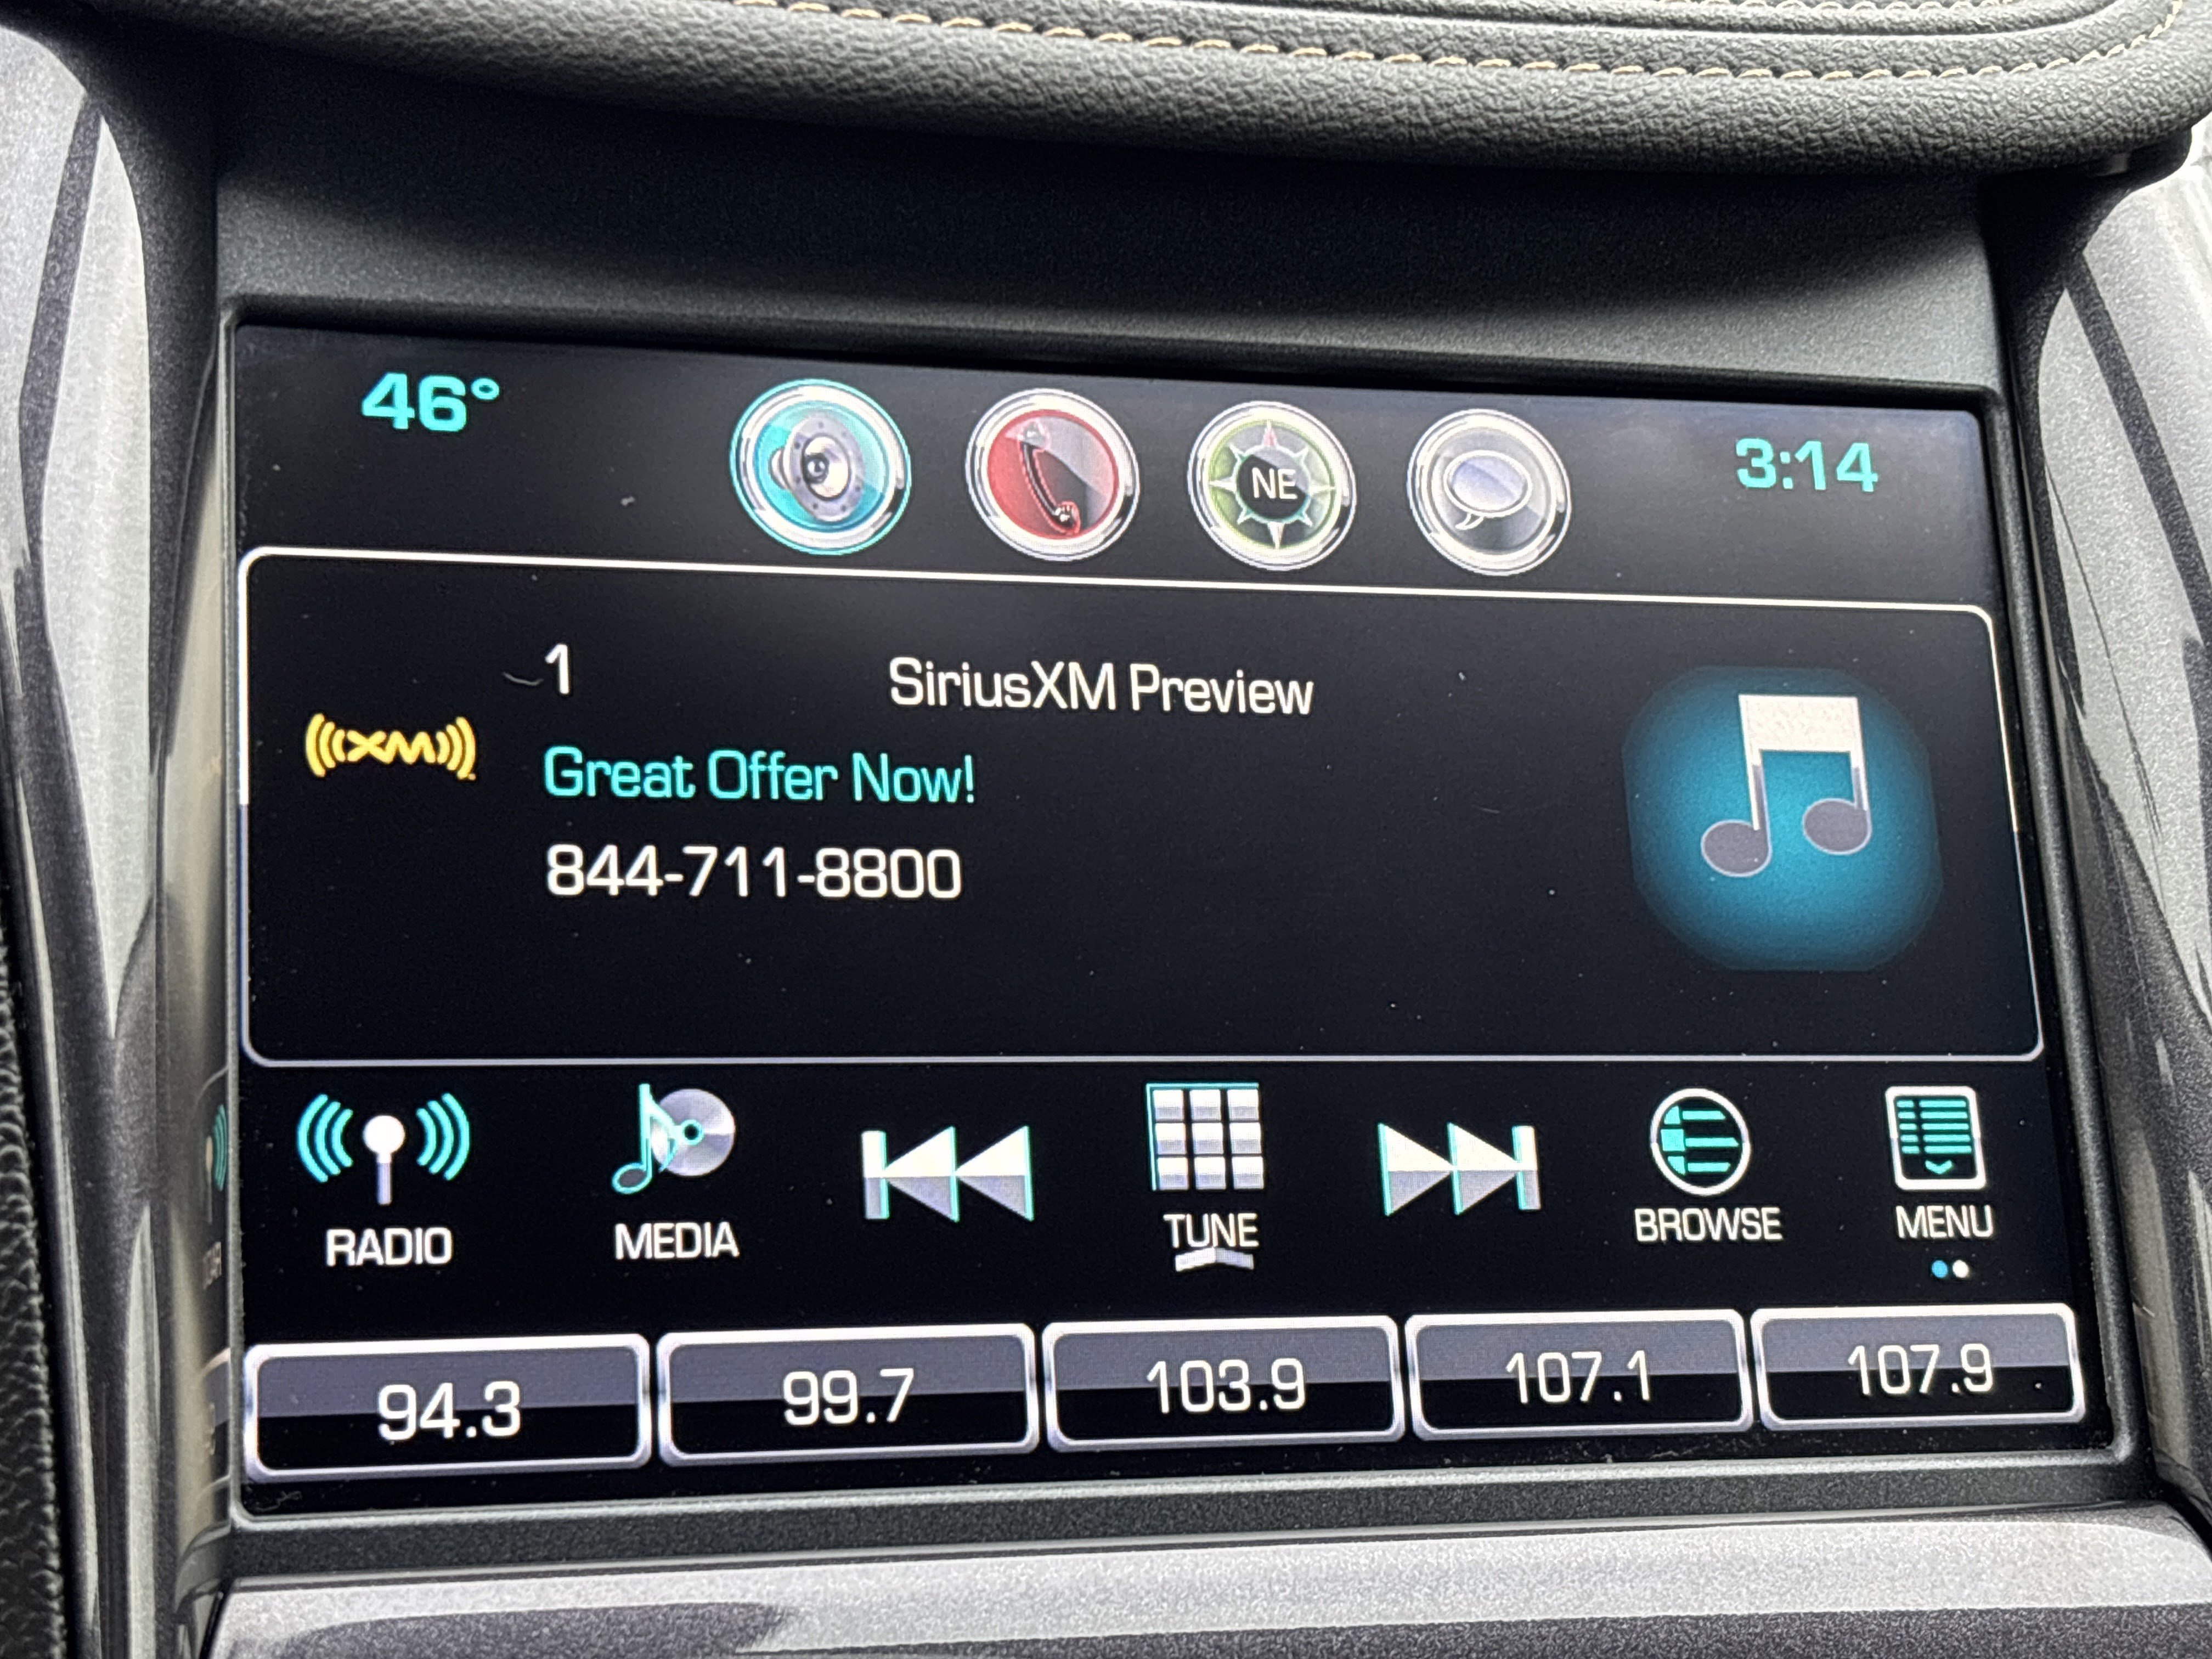 46°
NE
3:14
1 SiriusXM Preview
XM
Great Offer Now!
844-711-8800
RADIO
MEDIA
TUNE
BROWSE
MENU
94.3
99.7
103.9
107.1
107.9